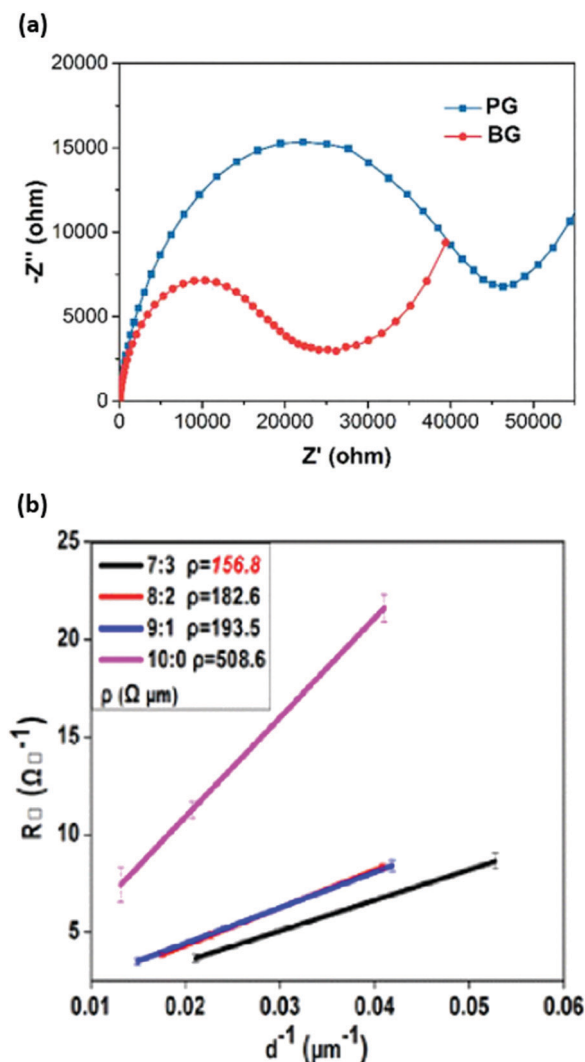 (a)
20000
15000
10000
5000
0
0 10000 20000 30000 40000 50000
-Z" (ohm)
Z' (ohm)
PG
BG
(b)
25
20
15
10
5
0.01 0.02 0.03 0.04 0.05 0.06
R□ (Ω□⁻¹)
d⁻¹ (µm⁻¹)
7:3 ρ=156.8
8:2 ρ=182.6
9:1 ρ=193.5
10:0 ρ=508.6
ρ (Ω µm)